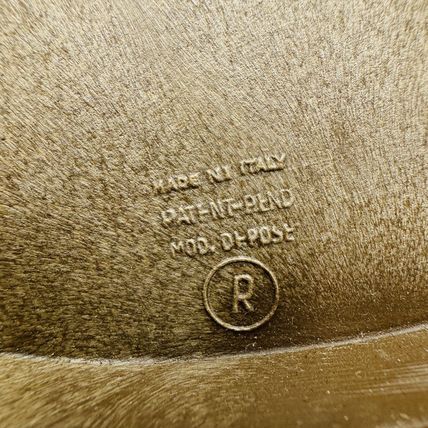 MADE IN ITALY
PATENT-PEND
MOD. DEPOSE
R